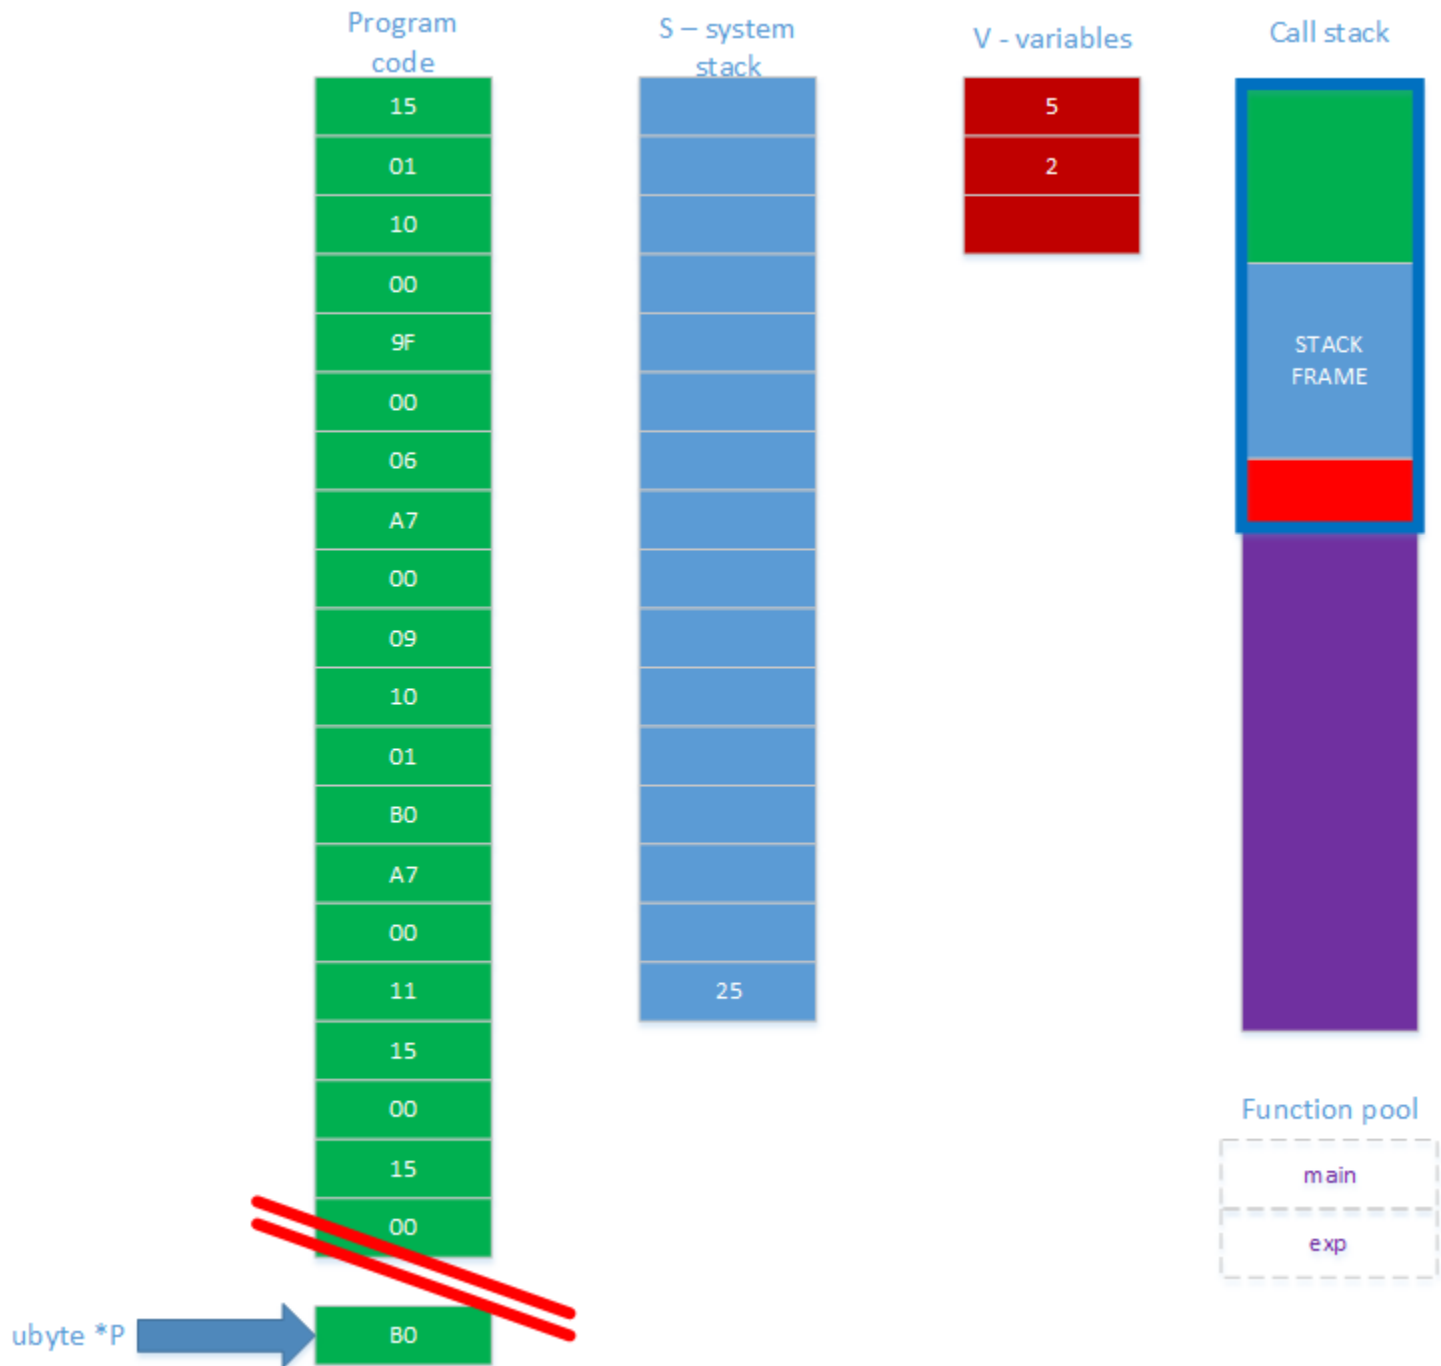 Program
code
S – system
stack
V - variables
Call stack
15
01
10
00
9F
00
06
A7
00
09
10
01
B0
A7
00
11
15
00
15
00
B0
25
5
2
STACK
FRAME
Function pool
main
exp
ubyte *P